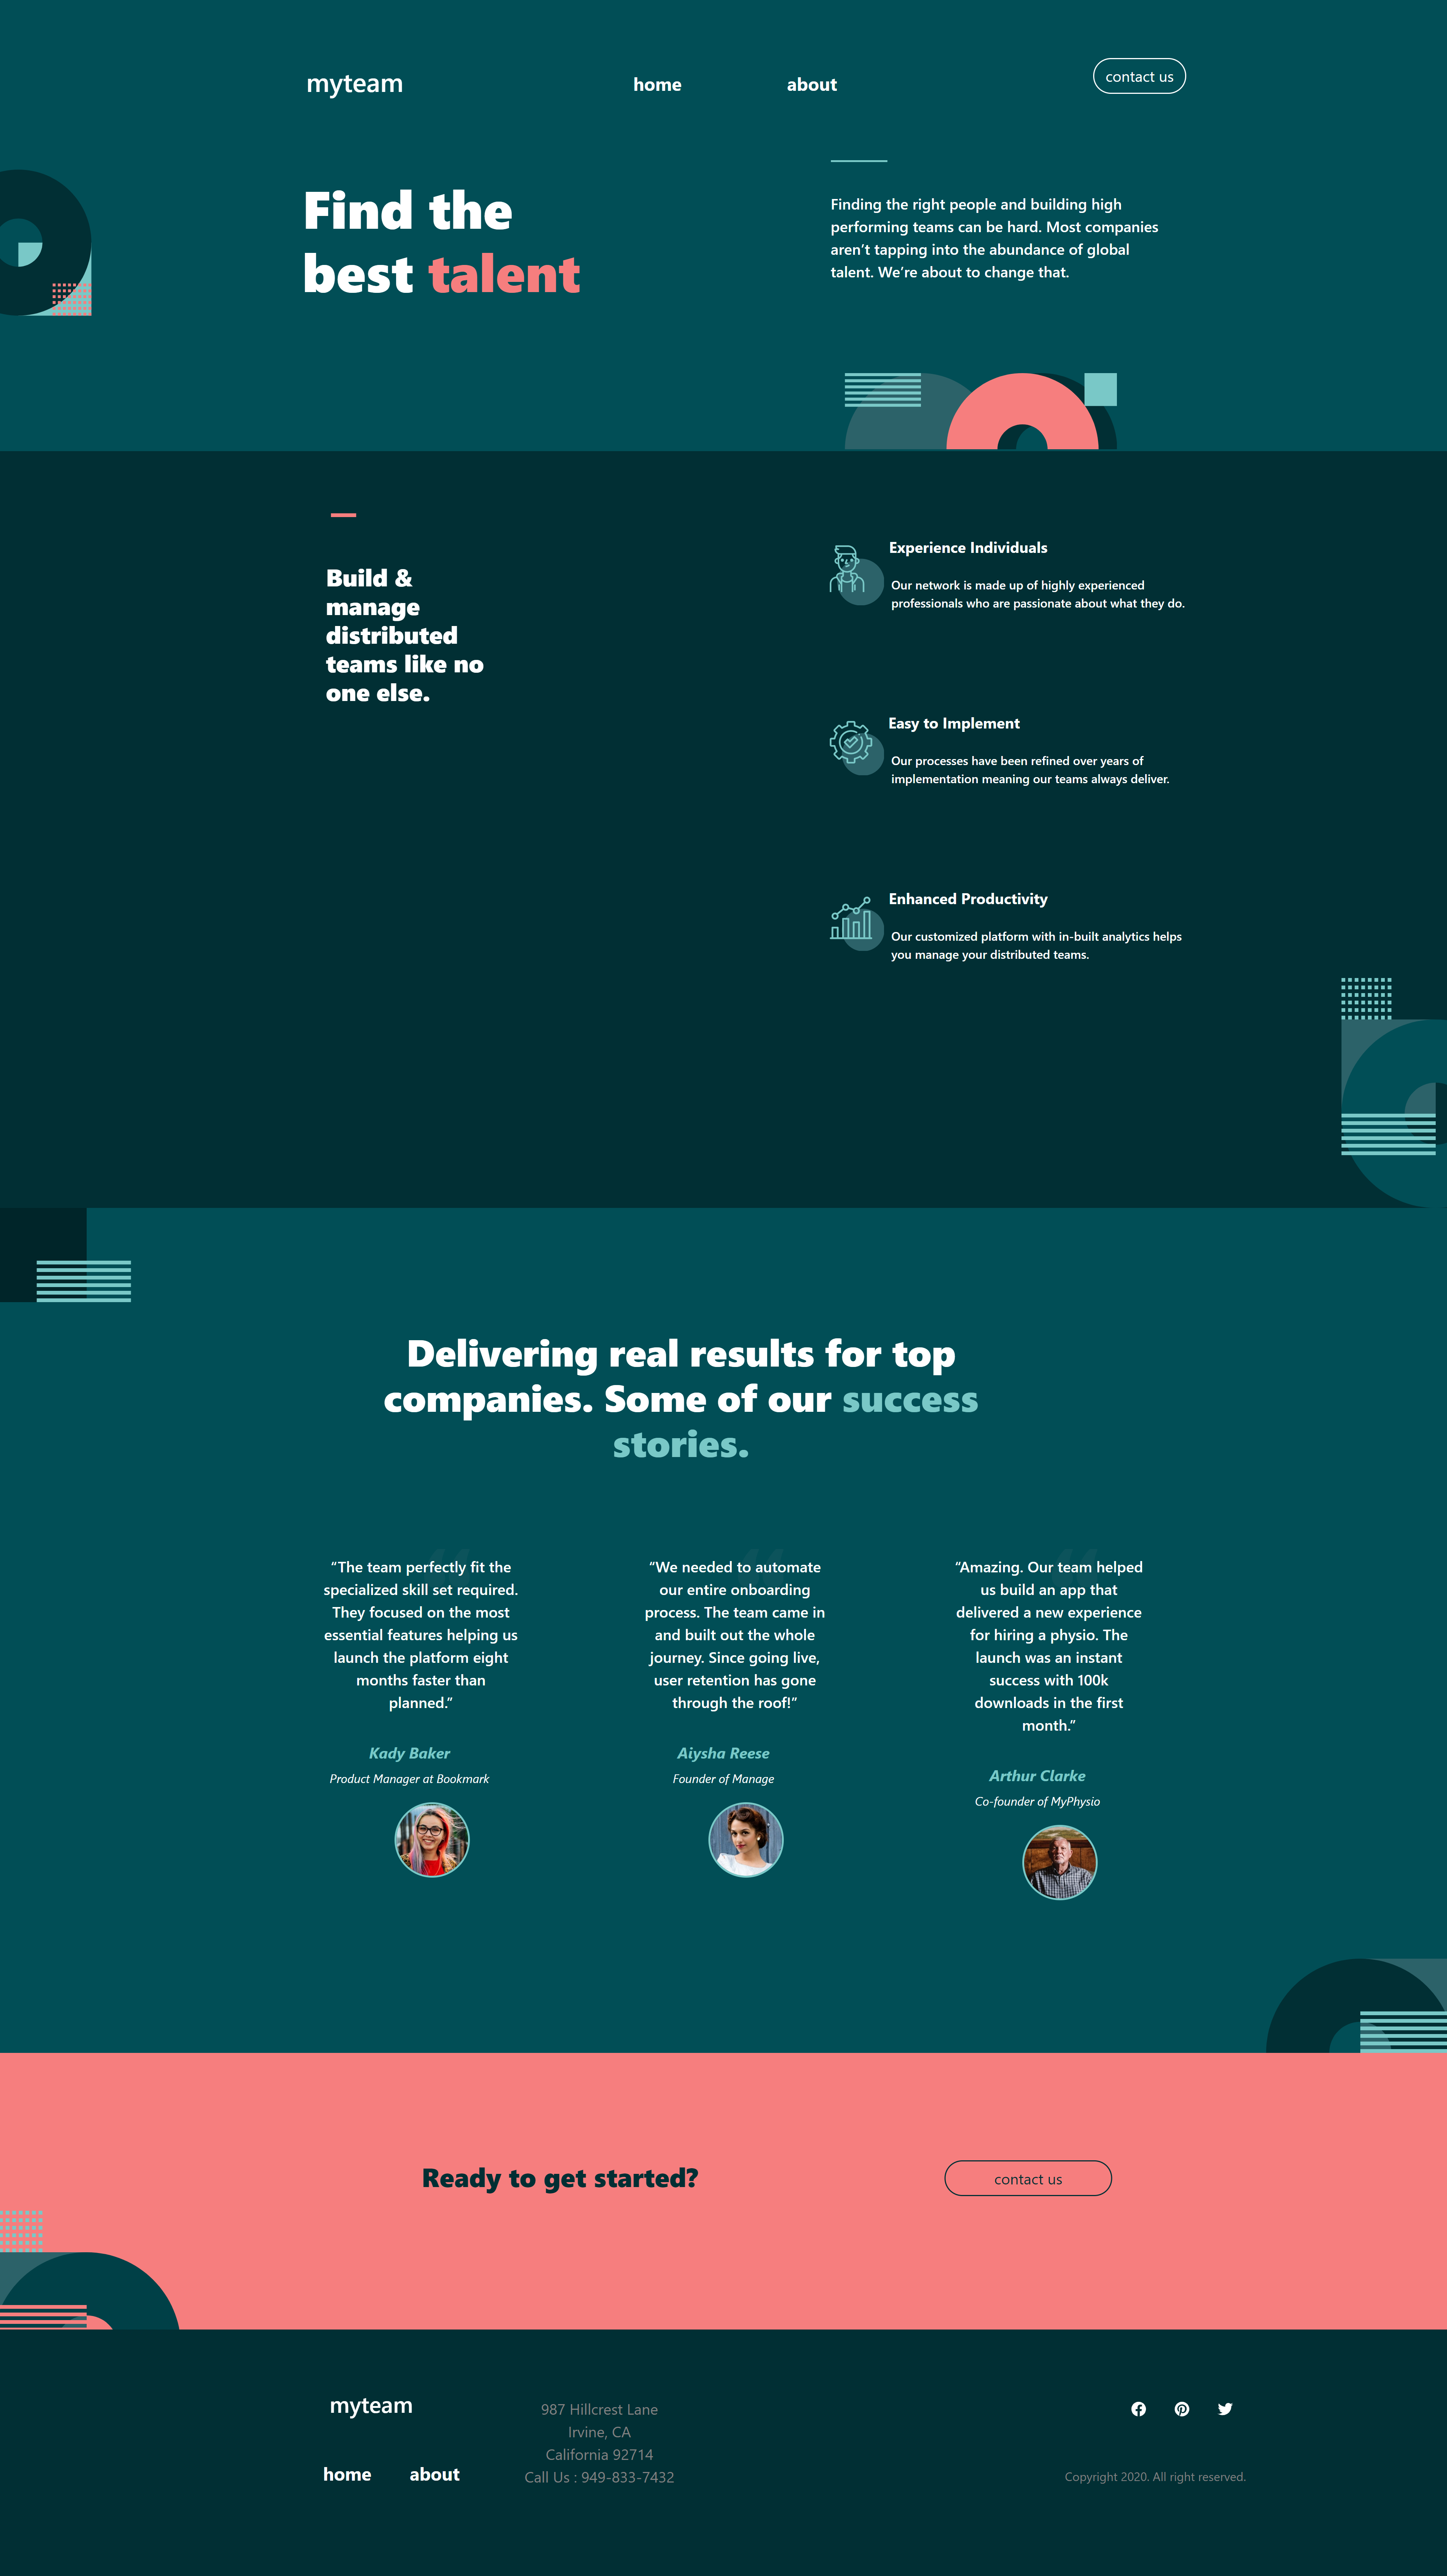 myteam
home
about
contact us
Find the
best talent
Finding the right people and building high
performing teams can be hard. Most companies
aren’t tapping into the abundance of global
talent. We’re about to change that.
Build &
manage
distributed
teams like no
one else.
Experience Individuals
Our network is made up of highly experienced
professionals who are passionate about what they do.
Easy to Implement
Our processes have been refined over years of
implementation meaning our teams always deliver.
Enhanced Productivity
Our customized platform with in-built analytics helps
you manage your distributed teams.
Delivering real results for top
companies. Some of our success
stories.
“The team perfectly fit the
specialized skill set required.
They focused on the most
essential features helping us
launch the platform eight
months faster than
planned.”
Kady Baker
Product Manager at Bookmark
“We needed to automate
our entire onboarding
process. The team came in
and built out the whole
journey. Since going live,
user retention has gone
through the roof!”
Aiysha Reese
Founder of Manage
“Amazing. Our team helped
us build an app that
delivered a new experience
for hiring a physio. The
launch was an instant
success with 100k
downloads in the first
month.”
Arthur Clarke
Co-founder of MyPhysio
Ready to get started?
contact us
myteam
home
about
987 Hillcrest Lane
Irvine, CA
California 92714
Call Us : 949-833-7432
Copyright 2020. All right reserved.